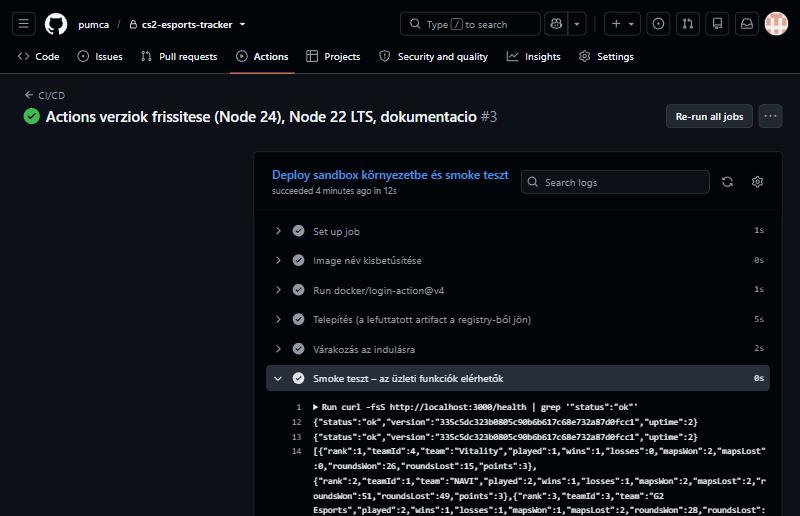 pumca / cs2-esports-tracker
Type / to search
Code Issues Pull requests Actions Projects Security and quality Insights Settings
CI/CD
Actions verziok frissitese (Node 24), Node 22 LTS, dokumentacio #3
Re-run all jobs
Deploy sandbox környezetbe és smoke teszt
succeeded 4 minutes ago in 12s
Search logs
Set up job 1s
Image név kisbetűsítése 0s
Run docker/login-action@v4 1s
Telepítés (a lefuttatott artifact a registry-ből jön) 5s
Várakozás az indulásra 2s
Smoke teszt – az üzleti funkciók elérhetők 0s
1 Run curl -fsS http://localhost:3000/health | grep '"status":"ok"'
12 {"status":"ok","version":"335c5dc323b0805c90b6b617c68e732a87d0fcc1","uptime":2}
13 {"status":"ok","version":"335c5dc323b0805c90b6b617c68e732a87d0fcc1","uptime":2}
14 [{"rank":1,"teamId":4,"team":"Vitality","played":1,"wins":1,"losses":0,"mapsWon":2,"mapsLost"
:0,"roundsWon":26,"roundsLost":15,"points":3},
{"rank":2,"teamId":1,"team":"NAVI","played":2,"wins":1,"losses":1,"mapsWon":2,"mapsLost":2,"r
oundsWon":51,"roundsLost":49,"points":3},{"rank":3,"teamId":3,"team":"G2
Esports","played":2,"wins":1,"losses":1,"mapsWon":1,"mapsLost":2,"roundsWon":28,"roundsLost":